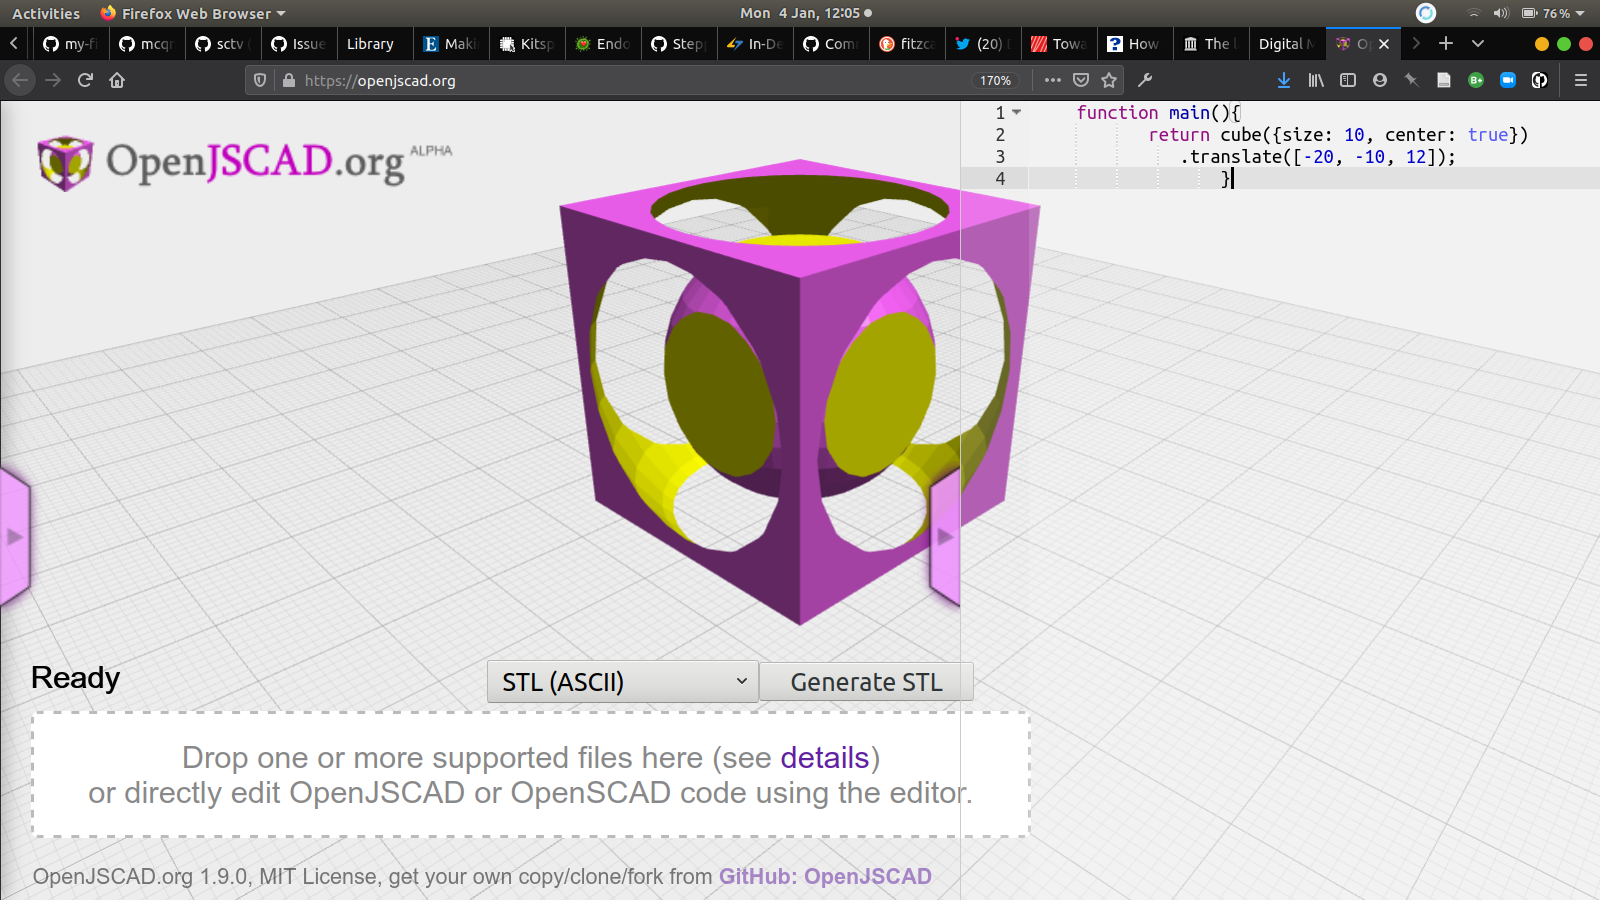 Activities
Firefox Web Browser
Mon 4 Jan, 12:05
76 %
my-fi
mcqr
sctv (
Issue
Library
Maki
Kitsp
Endo
Step
In-De
Com
fitzca
(20)
Towa
How
The
Digital
https://openjscad.org
170%
OpenJSCAD.org ALPHA
1 function main(){
2 return cube({size: 10, center: true})
3 .translate([-20, -10, 12]);
4 }
Ready
STL (ASCII)
Generate STL
Drop one or more supported files here (see details)
or directly edit OpenJSCAD or OpenSCAD code using the editor.
OpenJSCAD.org 1.9.0, MIT License, get your own copy/clone/fork from GitHub: OpenJSCAD